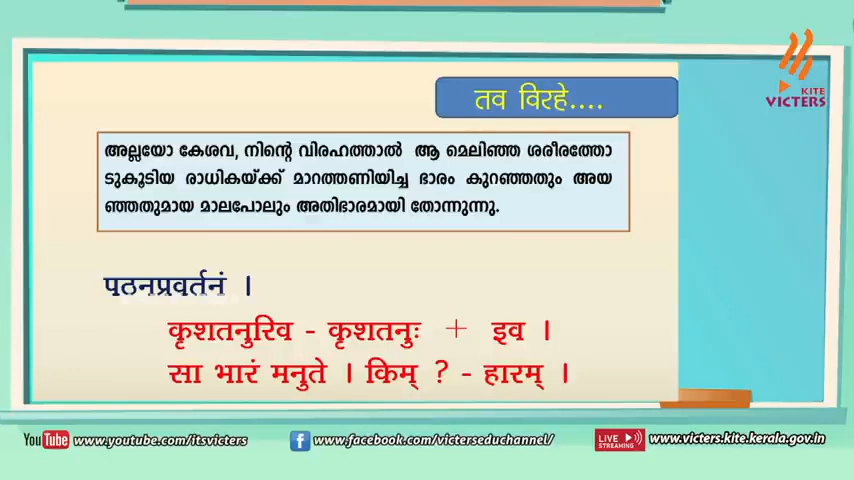 KITE
VICTERS
तव विरहे....
അല്ലയോ കേശവ, നിന്റെ വിരഹത്താൽ ആ മെലിഞ്ഞ ശരീരത്തോ
ടുകൂടിയ രാധികയ്ക്ക് മാറത്തണിയിച്ച ഭാരം കുറഞ്ഞതും അയ
ഞ്ഞതുമായ മാലപോലും അതിഭാരമായി തോന്നുന്നു.
पठनप्रवर्तनं ।
कृशतनुरिव - कृशतनुः + इव ।
सा भारं मनुते । किम् ? - हारम् ।
YouTube www.youtube.com/itsvicters f www.facebook.com/victerseduchannel/ LIVE STREAMING www.victers.kite.kerala.gov.in